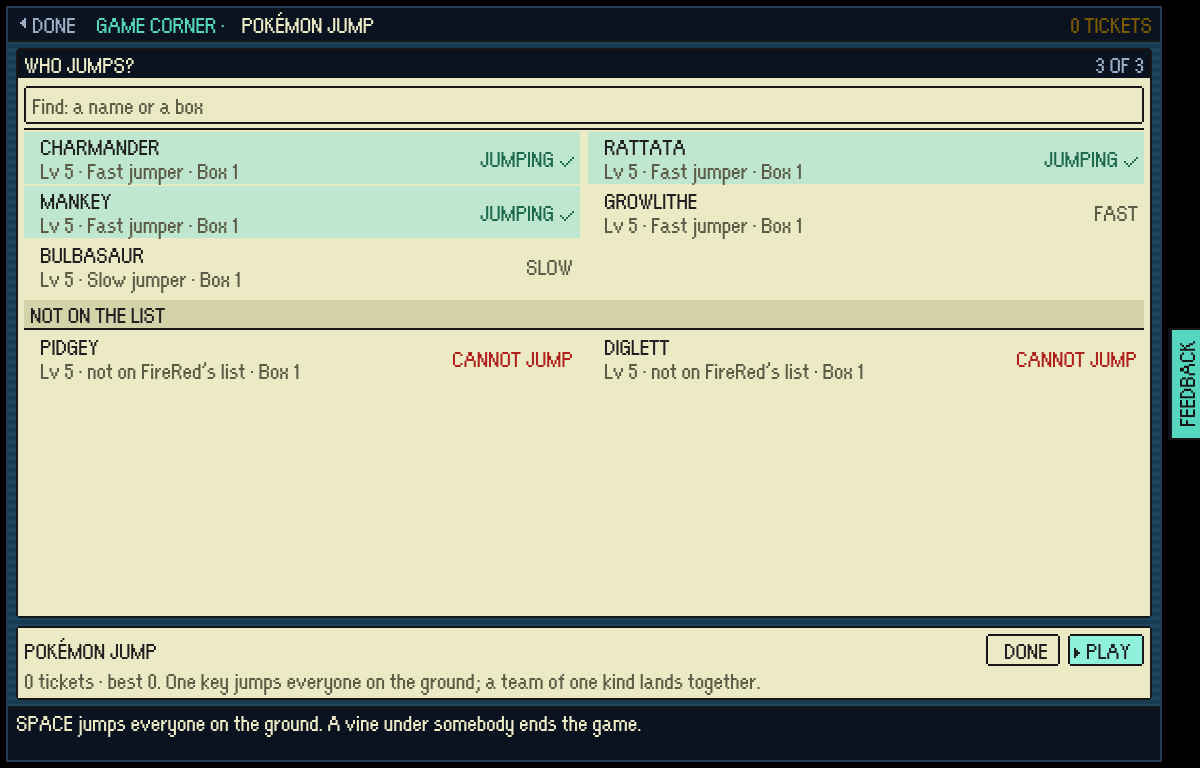 DONE GAME CORNER · POKÉMON JUMP 0 TICKETS
WHO JUMPS? 3 OF 3
Find: a name or a box
CHARMANDER
Lv 5 · Fast jumper · Box 1
JUMPING ✓
RATTATA
Lv 5 · Fast jumper · Box 1
JUMPING ✓
MANKEY
Lv 5 · Fast jumper · Box 1
JUMPING ✓
GROWLITHE
Lv 5 · Fast jumper · Box 1
FAST
BULBASAUR
Lv 5 · Slow jumper · Box 1
SLOW
NOT ON THE LIST
PIDGEY
Lv 5 · not on FireRed's list · Box 1
CANNOT JUMP
DIGLETT
Lv 5 · not on FireRed's list · Box 1
CANNOT JUMP
POKÉMON JUMP
DONE
PLAY
0 tickets · best 0. One key jumps everyone on the ground; a team of one kind lands together.
SPACE jumps everyone on the ground. A vine under somebody ends the game.
FEEDBACK